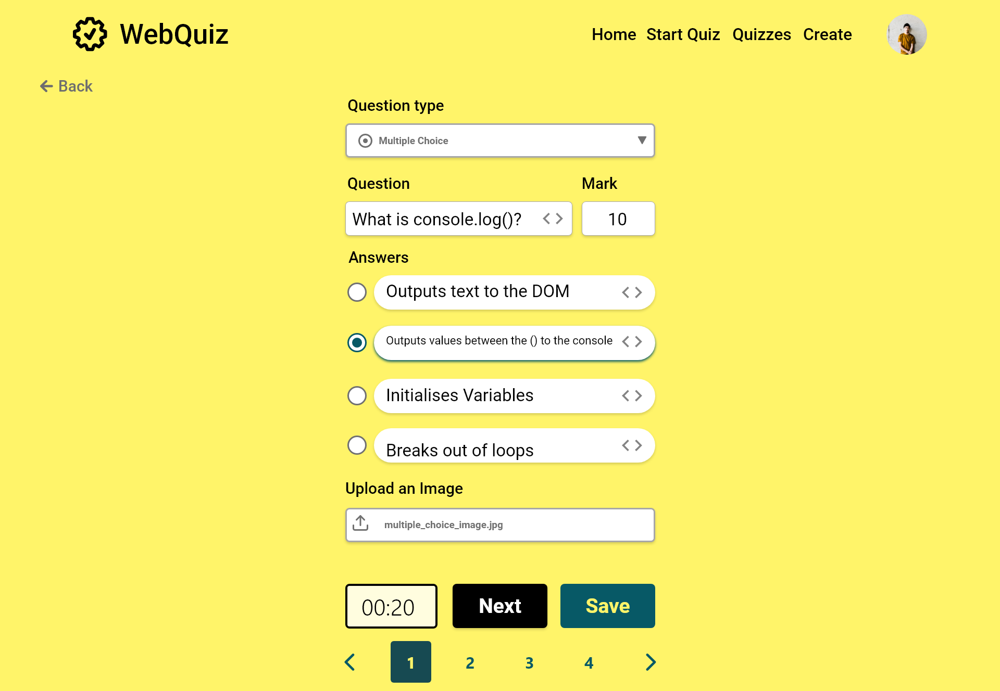 WebQuiz
Home Start Quiz Quizzes Create
Back
Question type
Multiple Choice
Question Mark
What is console.log()? < > 10
Answers
Outputs text to the DOM < >
Outputs values between the () to the console < >
Initialises Variables < >
Breaks out of loops < >
Upload an Image
multiple_choice_image.jpg
00:20 Next Save
1 2 3 4